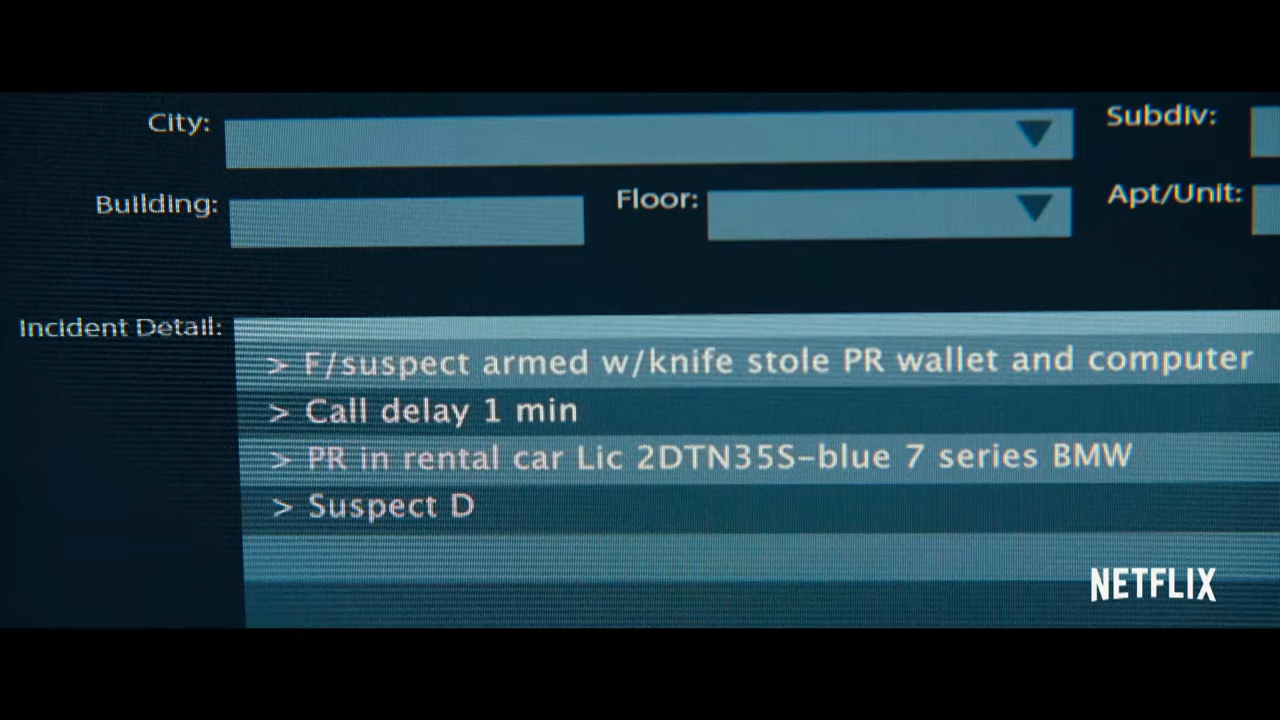 City:
Subdiv:
Building:
Floor:
Apt/Unit:
Incident Detail:
> F/suspect armed w/knife stole PR wallet and computer
> Call delay 1 min
> PR in rental car Lic 2DTN35S-blue 7 series BMW
> Suspect D
NETFLIX